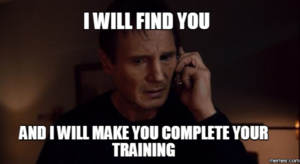 I WILL FIND YOU
AND I WILL MAKE YOU COMPLETE YOUR
TRAINING
memes.com